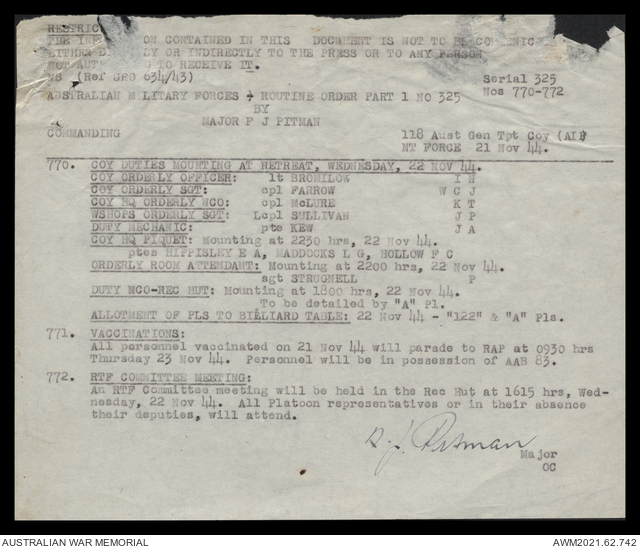 RESTRIC
THE IN ON CONTAINED IN THIS DOCUMENT IS NOT TO BE COM
EITHER D LY OR INDIRECTLY TO THE PRESS OR TO ANY PERSON
NOT AUT TO RECEIVE IT.
(Ref GRO 634/43) Serial 325
AUSTRALIAN MILITARY FORCES - ROUTINE ORDER PART 1 NO 325 Nos 770-772
BY
MAJOR F J PITMAN
COMMANDING 118 Aust Gen Tpt Coy (AIF)
NT FORCE 21 Nov 44.
770. COY DUTIES MOUNTING AT RETREAT, WEDNESDAY, 22 NOV 44.
COY ORDERLY OFFICER: lt BROMILOW I H
COY ORDERLY SGT: cpl FARROW W C J
COY HQ ORDERLY NCO: cpl McLURE K T
WSHOPS ORDERLY SGT: Lcpl SULLIVAN J P
DUTY MECHANIC: pte KEW J A
COY HQ PIQUET: Mounting at 2230 hrs, 22 Nov 44.
ptes HIPPISLEY E A, MADDOCKS L G, HOLLOW F C
ORDERLY ROOM ATTENDANT: Mounting at 2200 hrs, 22 Nov 44.
sgt STRUGNELL P
DUTY MCO-REC HUT: Mounting at 1800 hrs, 22 Nov 44.
To be detailed by "A" Pl.
ALLOTMENT OF PLS TO BILLIARD TABLE: 22 Nov 44 - "122" & "A" Pls.
771. VACCINATIONS:
All personnel vaccinated on 21 Nov 44 will parade to RAP at 0930 hrs
Thursday 23 Nov 44. Personnel will be in possession of AAB 83.
772. RTF COMMITTEE MEETING:
An RTF Committee meeting will be held in the Rec Hut at 1615 hrs, Wed-
nesday, 22 Nov 44. All Platoon representatives or in their absence
their deputies, will attend.
Pitman
Major
OC
AUSTRALIAN WAR MEMORIAL AWM2021.62.742